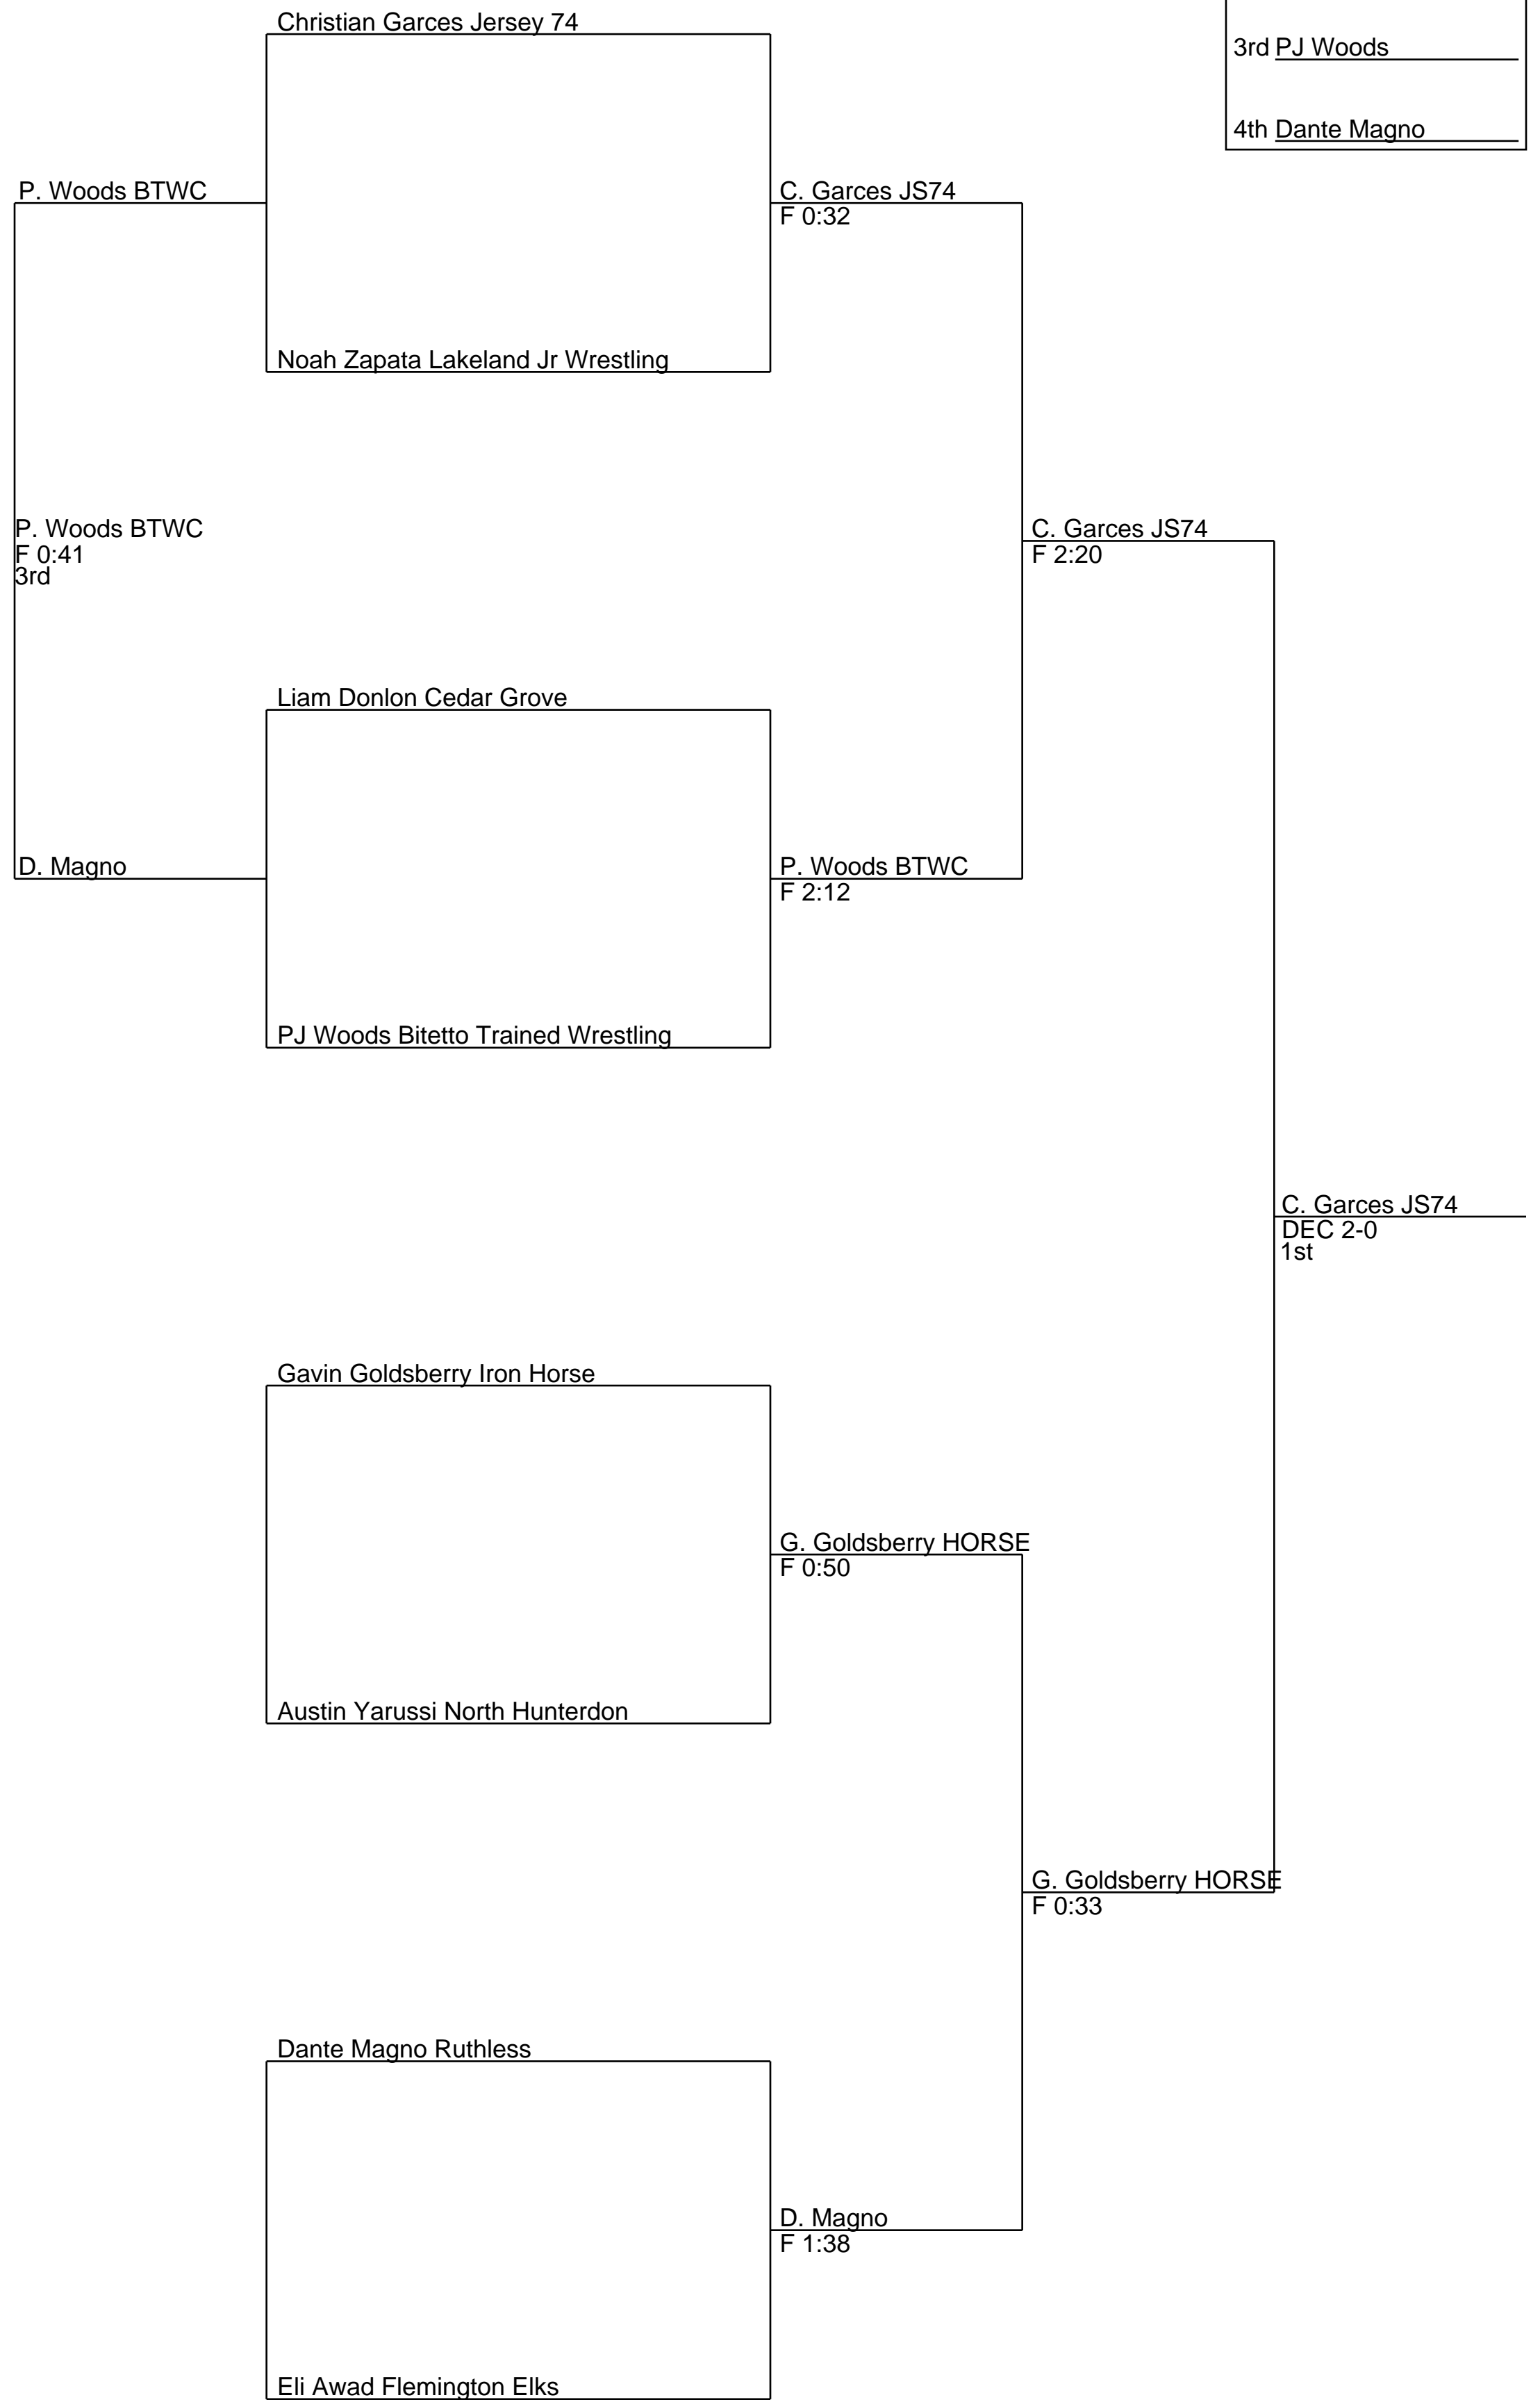 Christian Garces Jersey 74
3rd PJ Woods
4th Dante Magno
P. Woods BTWC
C. Garces JS74
F 0:32
Noah Zapata Lakeland Jr Wrestling
P. Woods BTWC
F 0:41
3rd
C. Garces JS74
F 2:20
Liam Donlon Cedar Grove
D. Magno
P. Woods BTWC
F 2:12
PJ Woods Bitetto Trained Wrestling
C. Garces JS74
DEC 2-0
1st
Gavin Goldsberry Iron Horse
G. Goldsberry HORSE
F 0:50
Austin Yarussi North Hunterdon
G. Goldsberry HORSE
F 0:33
Dante Magno Ruthless
D. Magno
F 1:38
Eli Awad Flemington Elks